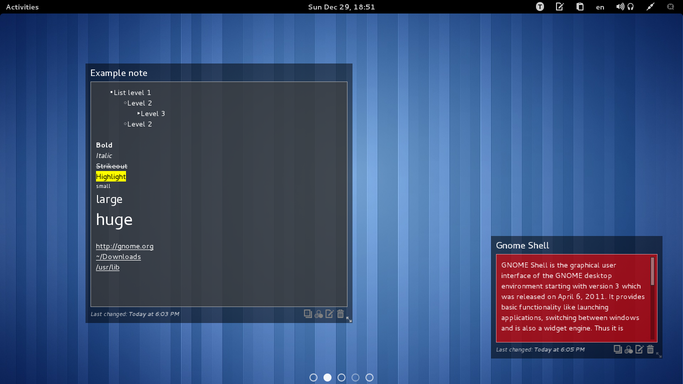 Activities
Sun Dec 29, 18:51
en
Example note
•List level 1
◦Level 2
•Level 3
◦Level 2
Bold
Italic
Strikeout
Highlight
small
large
huge
http://gnome.org
~/Downloads
/usr/lib
Last changed: Today at 6:03 PM
Gnome Shell
GNOME Shell is the graphical user
interface of the GNOME desktop
environment starting with version 3 which
was released on April 6, 2011. It provides
basic functionality like launching
applications, switching between windows
and is also a widget engine. Thus it is
Last changed: Today at 6:05 PM